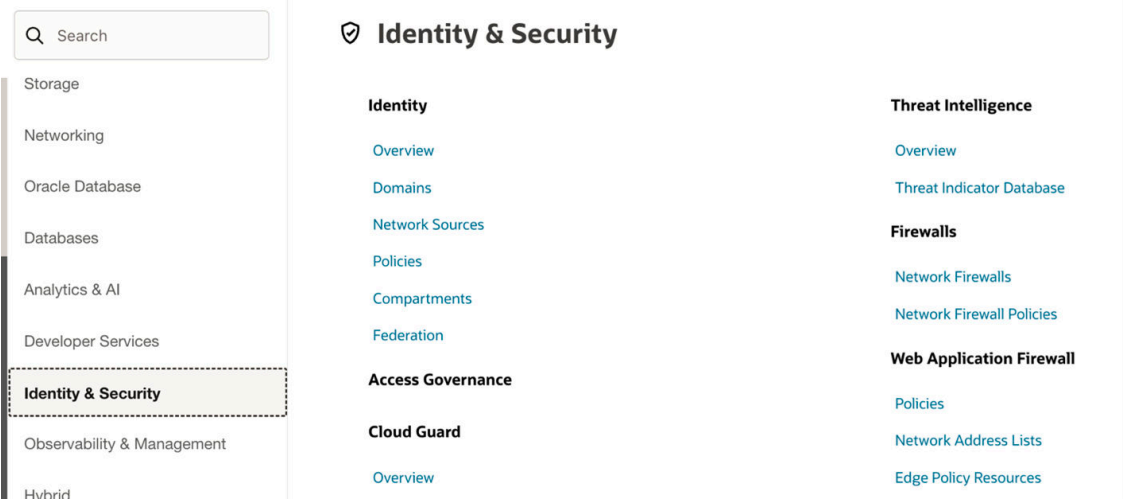 Search
Storage
Networking
Oracle Database
Databases
Analytics & AI
Developer Services
Identity & Security
Observability & Management
Hybrid
Identity & Security
Identity
Overview
Domains
Network Sources
Policies
Compartments
Federation
Access Governance
Cloud Guard
Overview
Threat Intelligence
Overview
Threat Indicator Database
Firewalls
Network Firewalls
Network Firewall Policies
Web Application Firewall
Policies
Network Address Lists
Edge Policy Resources